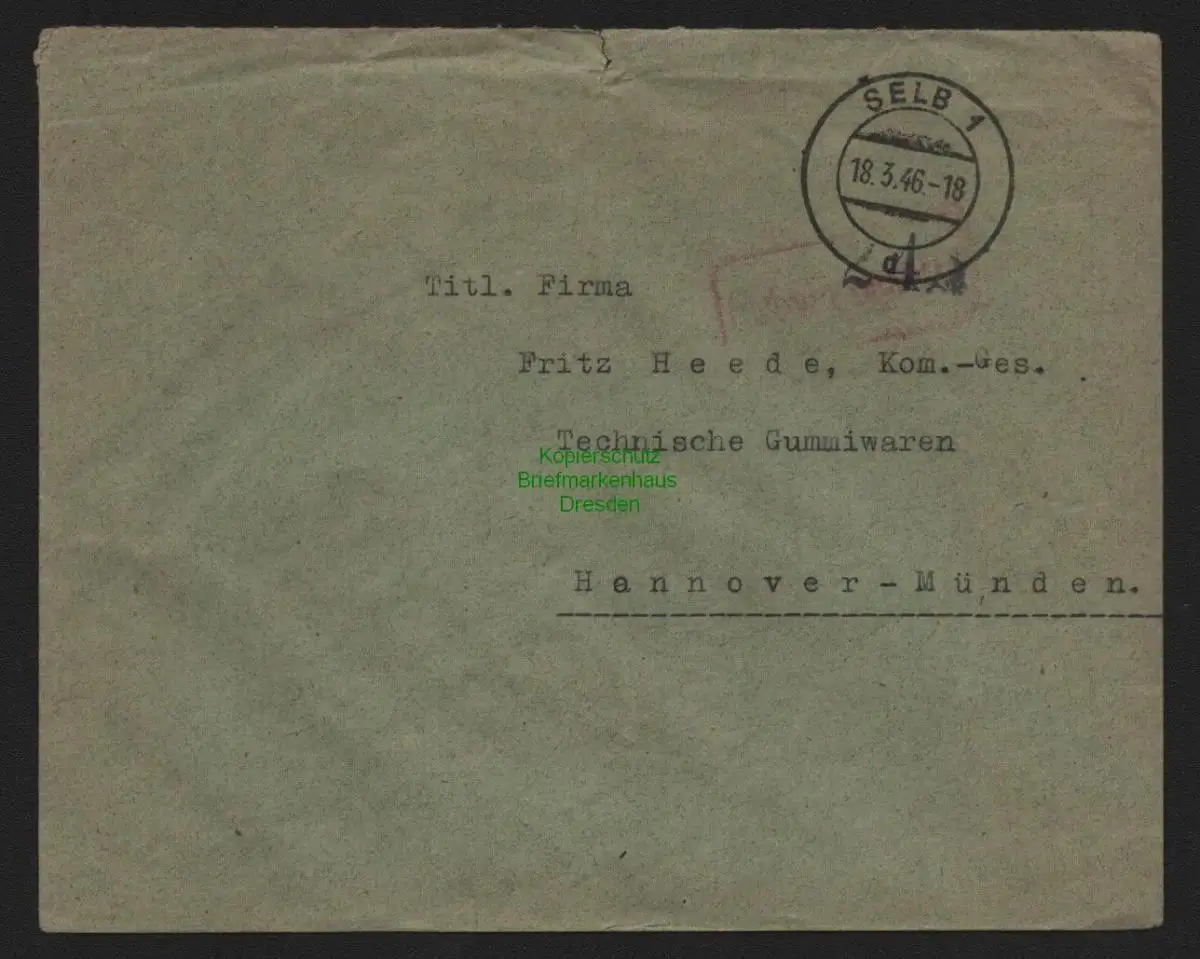 SELB 1
18.3.46.-18
d
Titl. Firma
Fritz Heede, Kom.-Ges.
Technische Gummiwaren
Kopierschutz
Briefmarkenhaus
Dresden
Hannover-Münden.